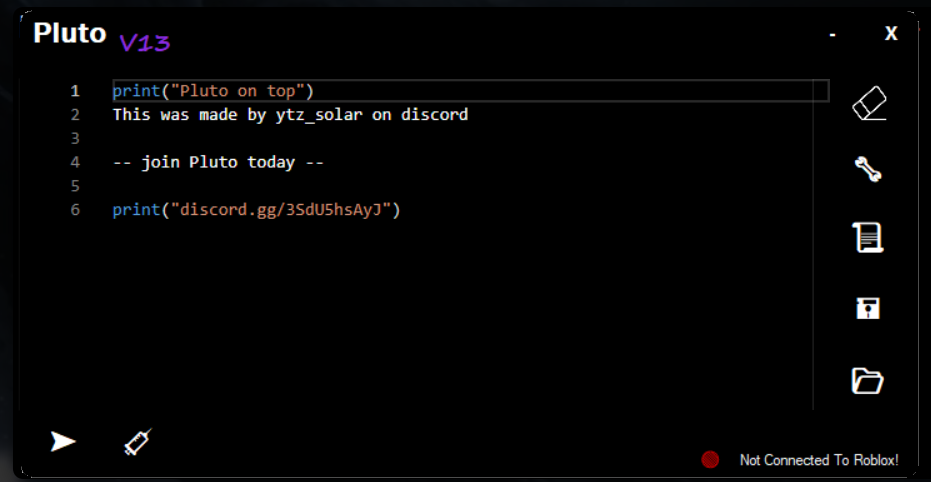 Pluto V13
- X
1 print("Pluto on top")
2 This was made by ytz_solar on discord
3
4 -- join Pluto today --
5
6 print("discord.gg/3SdU5hsAyJ")
Not Connected To Roblox!